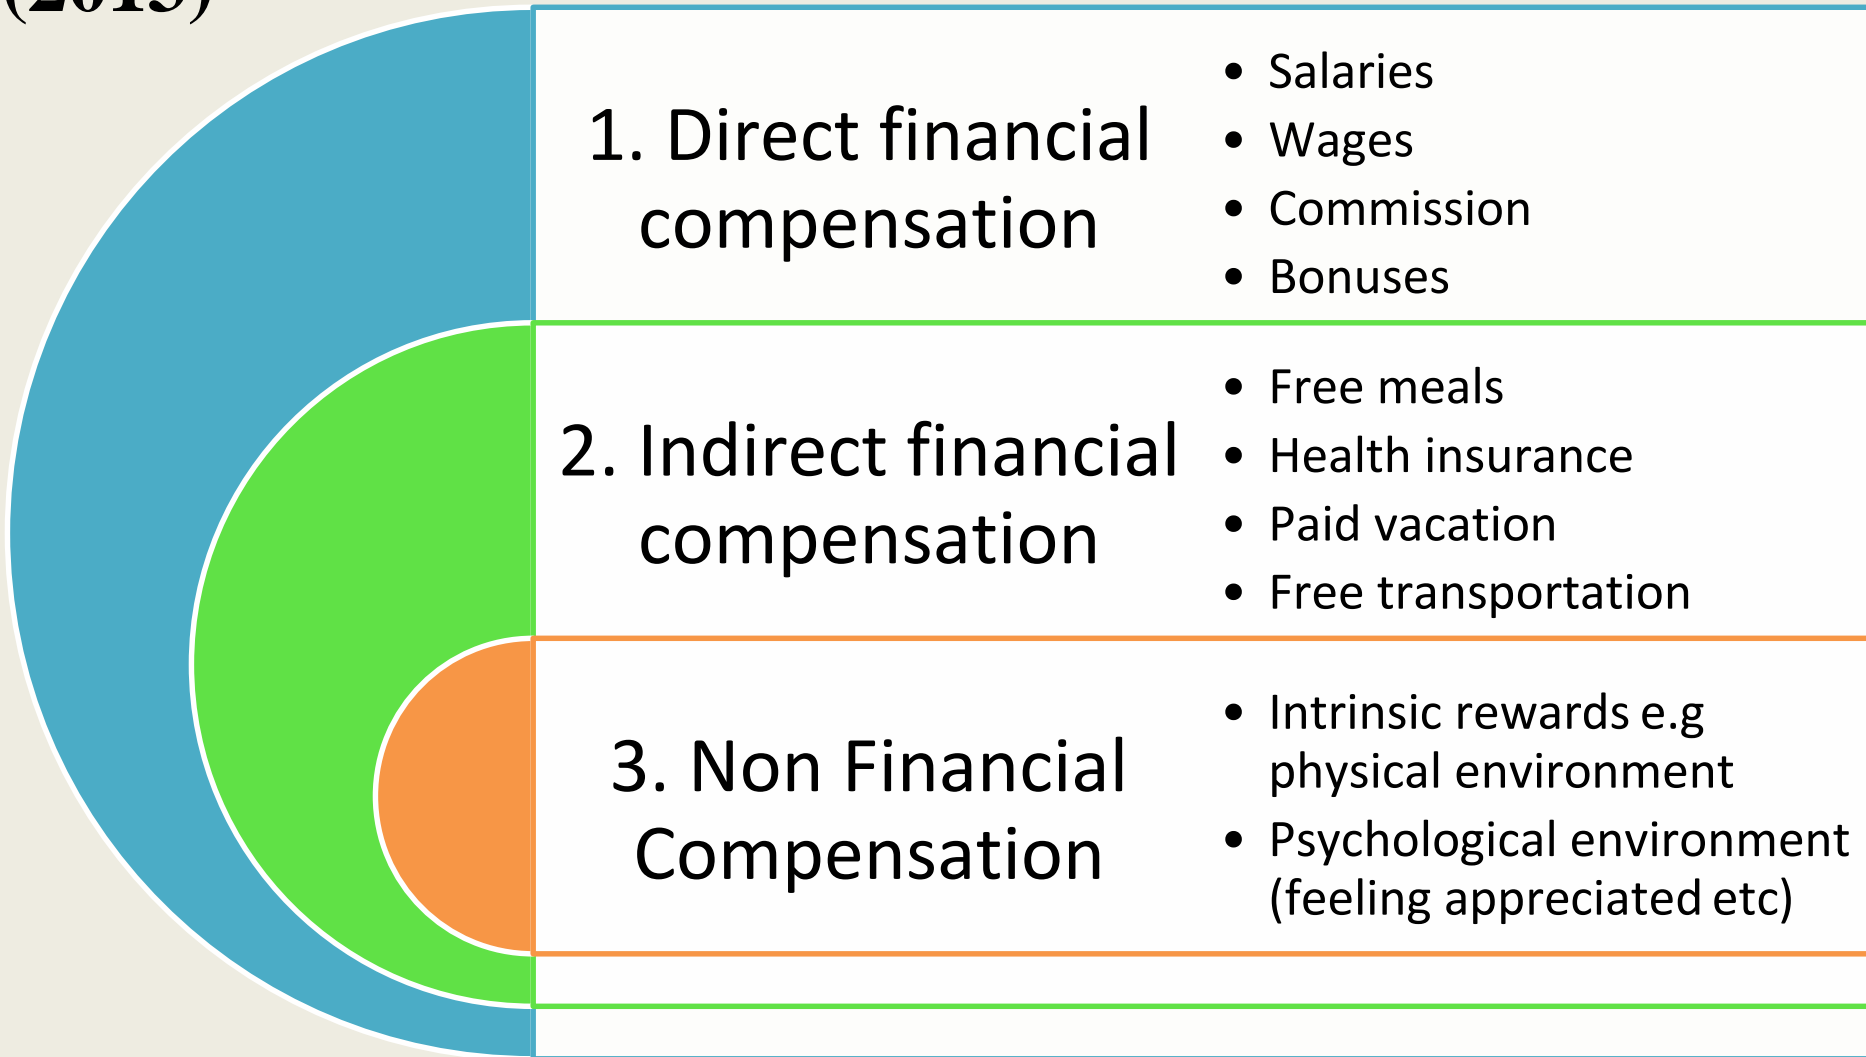 (2013)
1. Direct financial
compensation
• Salaries
• Wages
• Commission
• Bonuses
2. Indirect financial
compensation
• Free meals
• Health insurance
• Paid vacation
• Free transportation
3. Non Financial
Compensation
• Intrinsic rewards e.g
physical environment
• Psychological environment
(feeling appreciated etc)